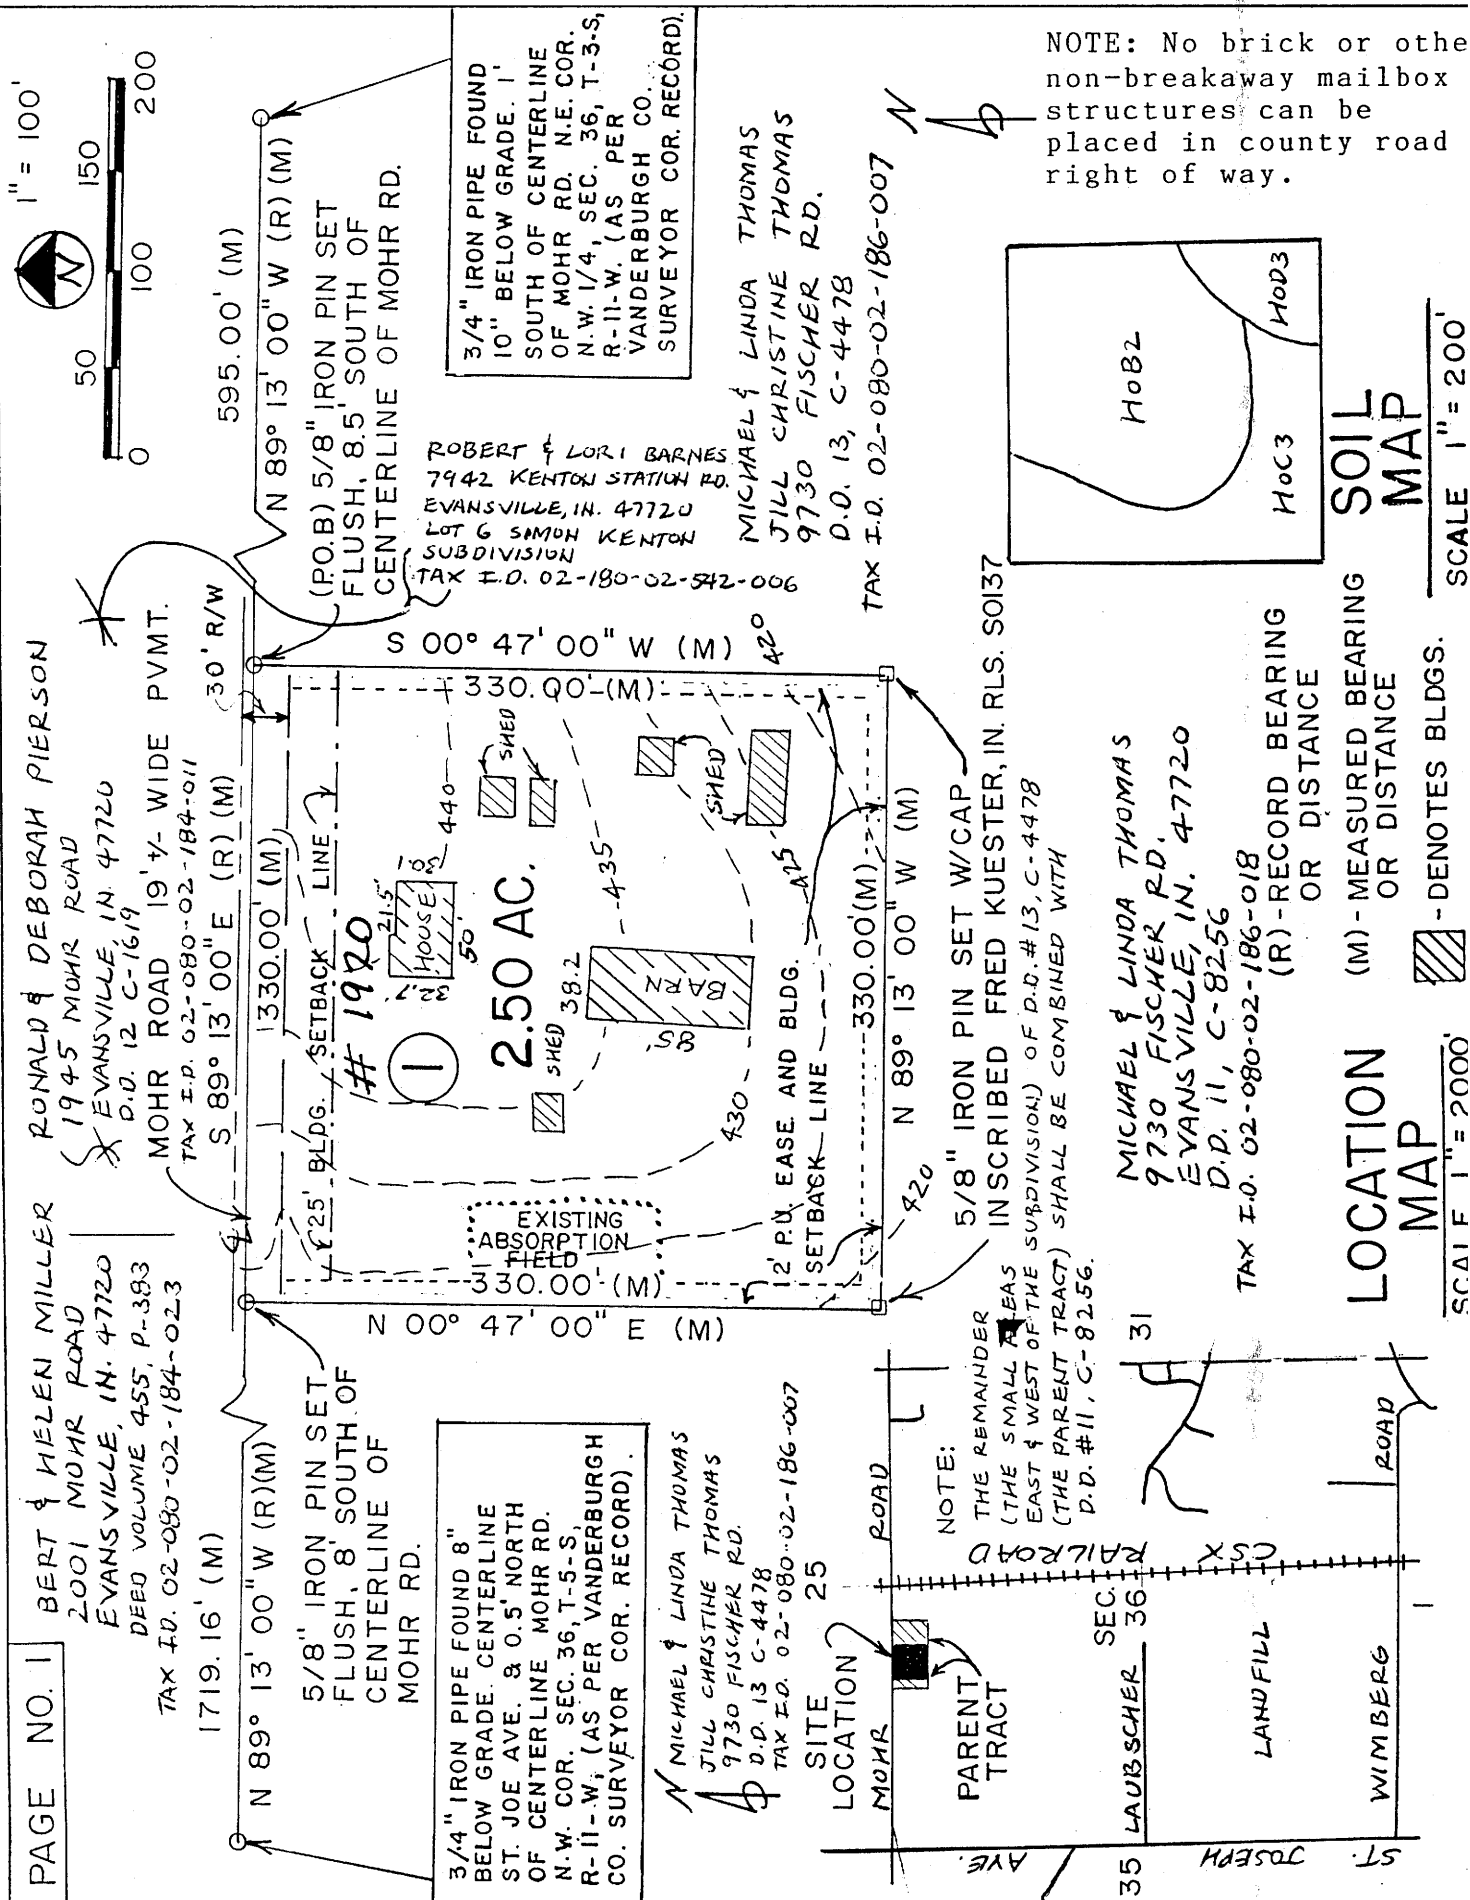 PAGE NO. 1
BERT & HELEN MILLER
2001 MOHR ROAD
EVANSVILLE, IN. 47720
DEED VOLUME 455, P-383
TAX I.D. 02-080-02-184-023
1719.16' (M)
N 89° 13' 00" W (R)(M)
5/8" IRON PIN SET
FLUSH, 8' SOUTH OF
CENTERLINE OF
MOHR RD.
3/4" IRON PIPE FOUND 8"
BELOW GRADE. CENTERLINE
ST. JOE AVE. & 0.5' NORTH
OF CENTERLINE MOHR RD.
N.W. COR. SEC. 36, T-5-S,
R-11-W, (AS PER VANDERBURGH
CO. SURVEYOR COR. RECORD).
N
MICHAEL & LINDA THOMAS
JILL CHRISTINE THOMAS
9730 FISCHER RD.
D.D. 13 C-4478
TAX I.D. 02-080-02-186-007
RONALD & DEBORAH PIERSON
1945 MOHR ROAD
EVANSVILLE, IN. 47720
D.D. 12 C-1619
MOHR ROAD 19' +/- WIDE PVMT.
TAX I.D. 02-080-02-184-011
S 89° 13' 00" E (R) (M)
30' R/W
330.00' (M)
25' BLDG. SETBACK LINE
# 1920
1
2.50 AC.
HOUSE
21.5'
32.7'
50'
440
SHED
SHED
435
38.2
BARN
85'
SHED
425
430
420
420
EXISTING
ABSORPTION
FIELD
330.00' (M)
N 00° 47' 00" E (M)
12' P.U. EASE. AND BLDG.
SETBACK LINE
330.00' (M)
N 89° 13' 00" W (M)
330.00' (M)
S 00° 47' 00" W (M)
5/8" IRON PIN SET W/CAP
INSCRIBED FRED KUESTER, IN. RLS. S0137
1" = 100'
N
0 50 100 150 200
595.00' (M)
N 89° 13' 00" W (R) (M)
(P.O.B) 5/8" IRON PIN SET
FLUSH, 8.5' SOUTH OF
CENTERLINE OF MOHR RD.
3/4" IRON PIPE FOUND
10" BELOW GRADE. 1'
SOUTH OF CENTERLINE
OF MOHR RD. N.E. COR.
N.W. 1/4, SEC. 36, T-3-S,
R-11-W. (AS PER
VANDERBURGH CO.
SURVEYOR COR. RECORD).
ROBERT & LORI BARNES
7942 KENTON STATION RD.
EVANSVILLE, IN. 47720
LOT 6 SIMON KENTON
SUBDIVISION
TAX I.D. 02-180-02-542-006
MICHAEL & LINDA THOMAS
JILL CHRISTINE THOMAS
9730 FISCHER RD.
D.D. 13, C-4478
TAX I.D. 02-080-02-186-007
N
NOTE: No brick or othe
non-breakaway mailbox
structures can be
placed in county road
right of way.
NOTE:
THE REMAINDER
(THE SMALL AREAS
EAST & WEST OF THE SUBDIVISION) OF D.D. #13, C-4478
(THE PARENT TRACT) SHALL BE COMBINED WITH
D.D. #11, C-8256.
MICHAEL & LINDA THOMAS
9730 FISCHER RD.
EVANSVILLE, IN. 47720
D.D. 11, C-8256
TAX I.D. 02-080-02-186-018
(R) - RECORD BEARING
OR DISTANCE
(M) - MEASURED BEARING
OR DISTANCE
- DENOTES BLDGS.
HoB2
HoC3
HoD3
SOIL
MAP
SCALE 1" = 200'
SITE
LOCATION
25
MOHR ROAD
PARENT
TRACT
SEC.
36
35
31
1
LAUBSCHER
LANDFILL
WIMBERG ROAD
CSX RAILROAD
ST. JOSEPH AVE.
LOCATION
MAP
SCALE 1" = 2000'